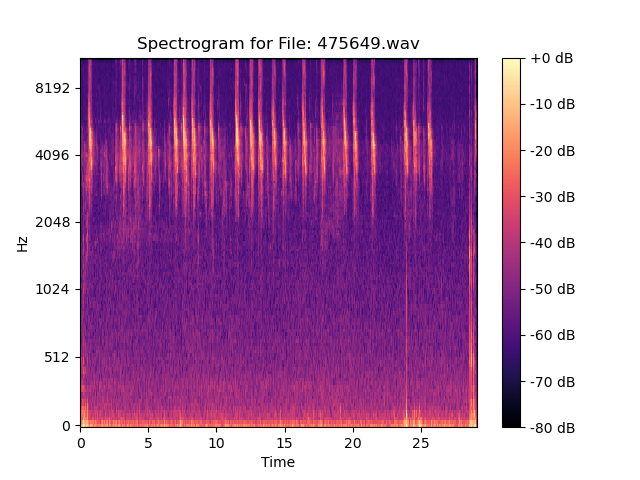 Spectrogram for File: 475649.wav
8192
4096
2048
1024
512
0
Hz
0 5 10 15 20 25
Time
+0 dB
-10 dB
-20 dB
-30 dB
-40 dB
-50 dB
-60 dB
-70 dB
-80 dB